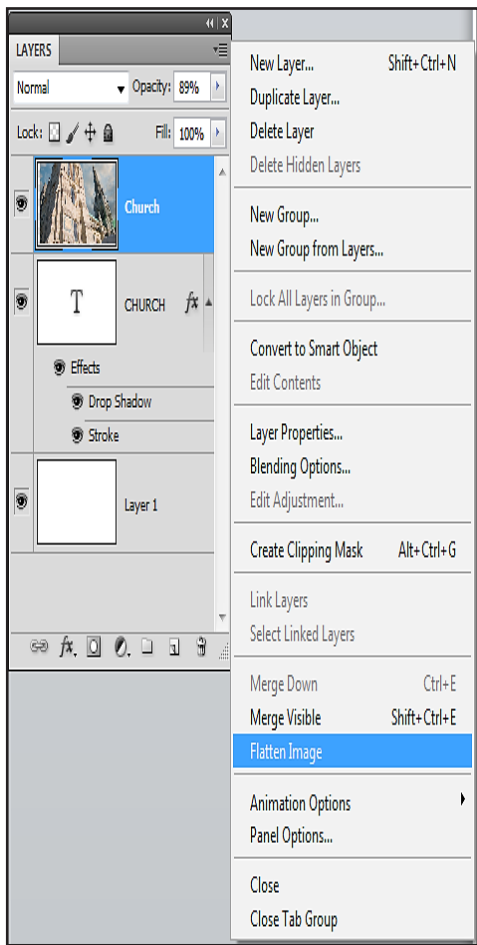 LAYERS
Normal Opacity: 89%
Lock: Fill: 100%
Church
T CHURCH fx
Effects
Drop Shadow
Stroke
Layer 1
fx.
New Layer... Shift+Ctrl+N
Duplicate Layer...
Delete Layer
Delete Hidden Layers
New Group...
New Group from Layers...
Lock All Layers in Group...
Convert to Smart Object
Edit Contents
Layer Properties...
Blending Options...
Edit Adjustment...
Create Clipping Mask Alt+Ctrl+G
Link Layers
Select Linked Layers
Merge Down Ctrl+E
Merge Visible Shift+Ctrl+E
Flatten Image
Animation Options
Panel Options...
Close
Close Tab Group